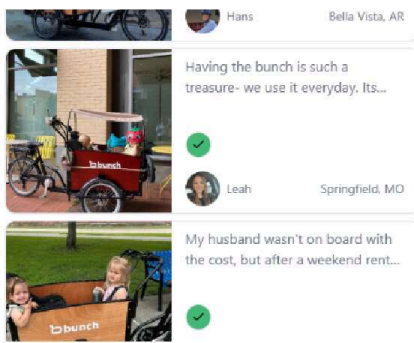 Hans Bella Vista, AR
Having the bunch is such a
treasure- we use it everyday. Its...
bunch
Leah Springfield, MO
My husband wasn't on board with
the cost, but after a weekend rent...
bunch